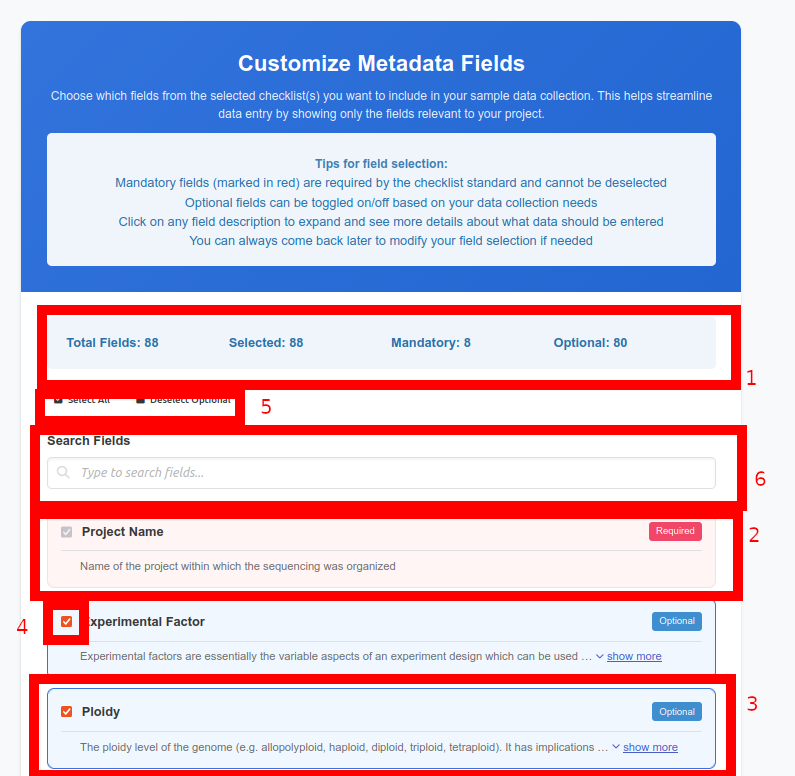 Customize Metadata Fields
Choose which fields from the selected checklist(s) you want to include in your sample data collection. This helps streamline
data entry by showing only the fields relevant to your project.
Tips for field selection:
Mandatory fields (marked in red) are required by the checklist standard and cannot be deselected
Optional fields can be toggled on/off based on your data collection needs
Click on any field description to expand and see more details about what data should be entered
You can always come back later to modify your field selection if needed
Total Fields: 88 Selected: 88 Mandatory: 8 Optional: 80
1
Select All Deselect Optional
5
Search Fields
Type to search fields...
6
Project Name Required
2
Name of the project within which the sequencing was organized
4
Experimental Factor Optional
Experimental factors are essentially the variable aspects of an experiment design which can be used ... show more
3
Ploidy Optional
The ploidy level of the genome (e.g. allopolyploid, haploid, diploid, triploid, tetraploid). It has implications ... show more